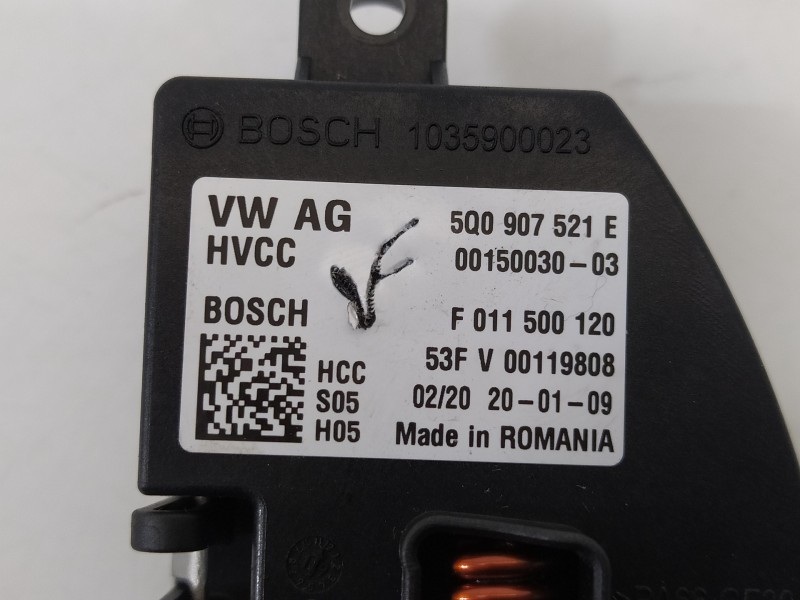 BOSCH 1035900023
VW AG 5Q0 907 521 E
HVCC 00150030-03
BOSCH F 011 500 120
HCC 53F V 00119808
S05 02/20 20-01-09
H05 Made in ROMANIA